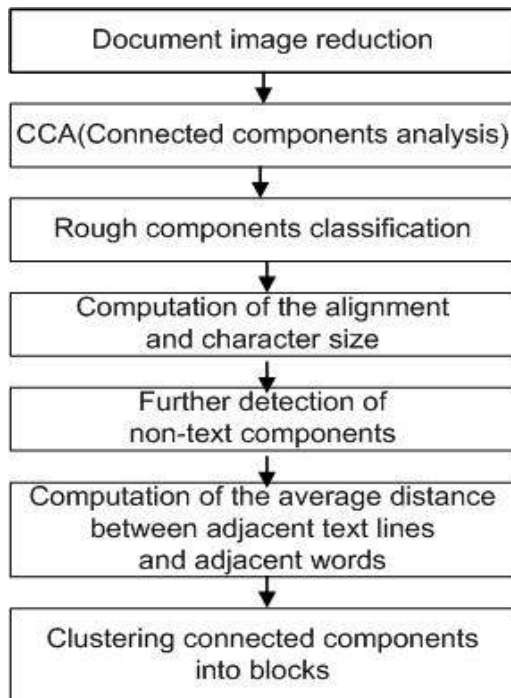 Document image reduction
CCA(Connected components analysis)
Rough components classification
Computation of the alignment
and character size
Further detection of
non-text components
Computation of the average distance
between adjacent text lines
and adjacent words
Clustering connected components
into blocks